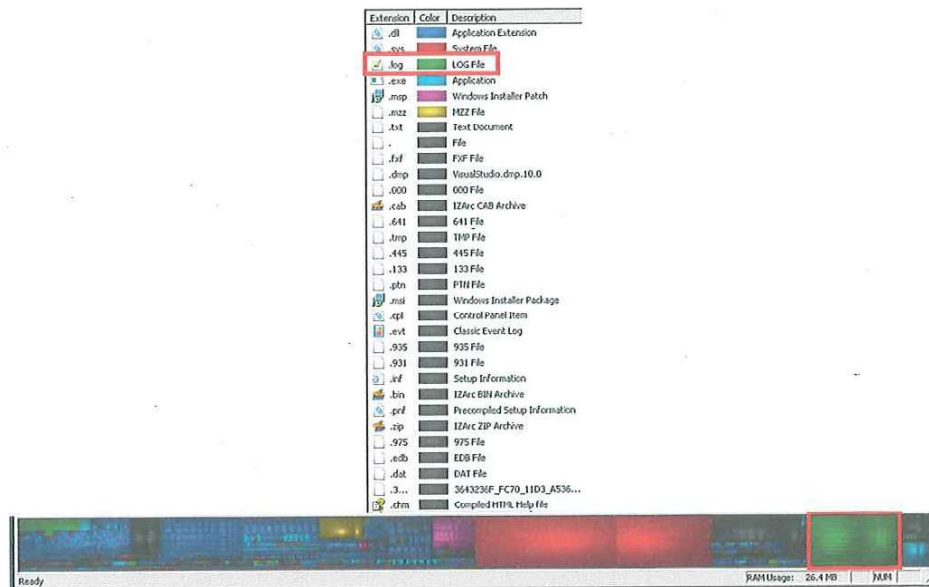 Extension Color Description
.dll Application Extension
.sys System File
.log LOG File
.exe Application
.msp Windows Installer Patch
.mzz MZZ File
.txt Text Document
. File
.fxf FXF File
.dmp VisualStudio.dmp.10.0
.000 000 File
.cab IZArc CAB Archive
.641 641 File
.tmp TMP File
.445 445 File
.133 133 File
.ptn PTN File
.msi Windows Installer Package
.cpl Control Panel Item
.evt Classic Event Log
.935 935 File
.931 931 File
.inf Setup Information
.bin IZArc BIN Archive
.pnf Precompiled Setup Information
.zip IZArc ZIP Archive
.975 975 File
.edb EDB File
.dat DAT File
.3... 3643236F_FC70_11D3_A536...
.chm Compiled HTML Help file
Ready RAM Usage: 26.4 MB NUM